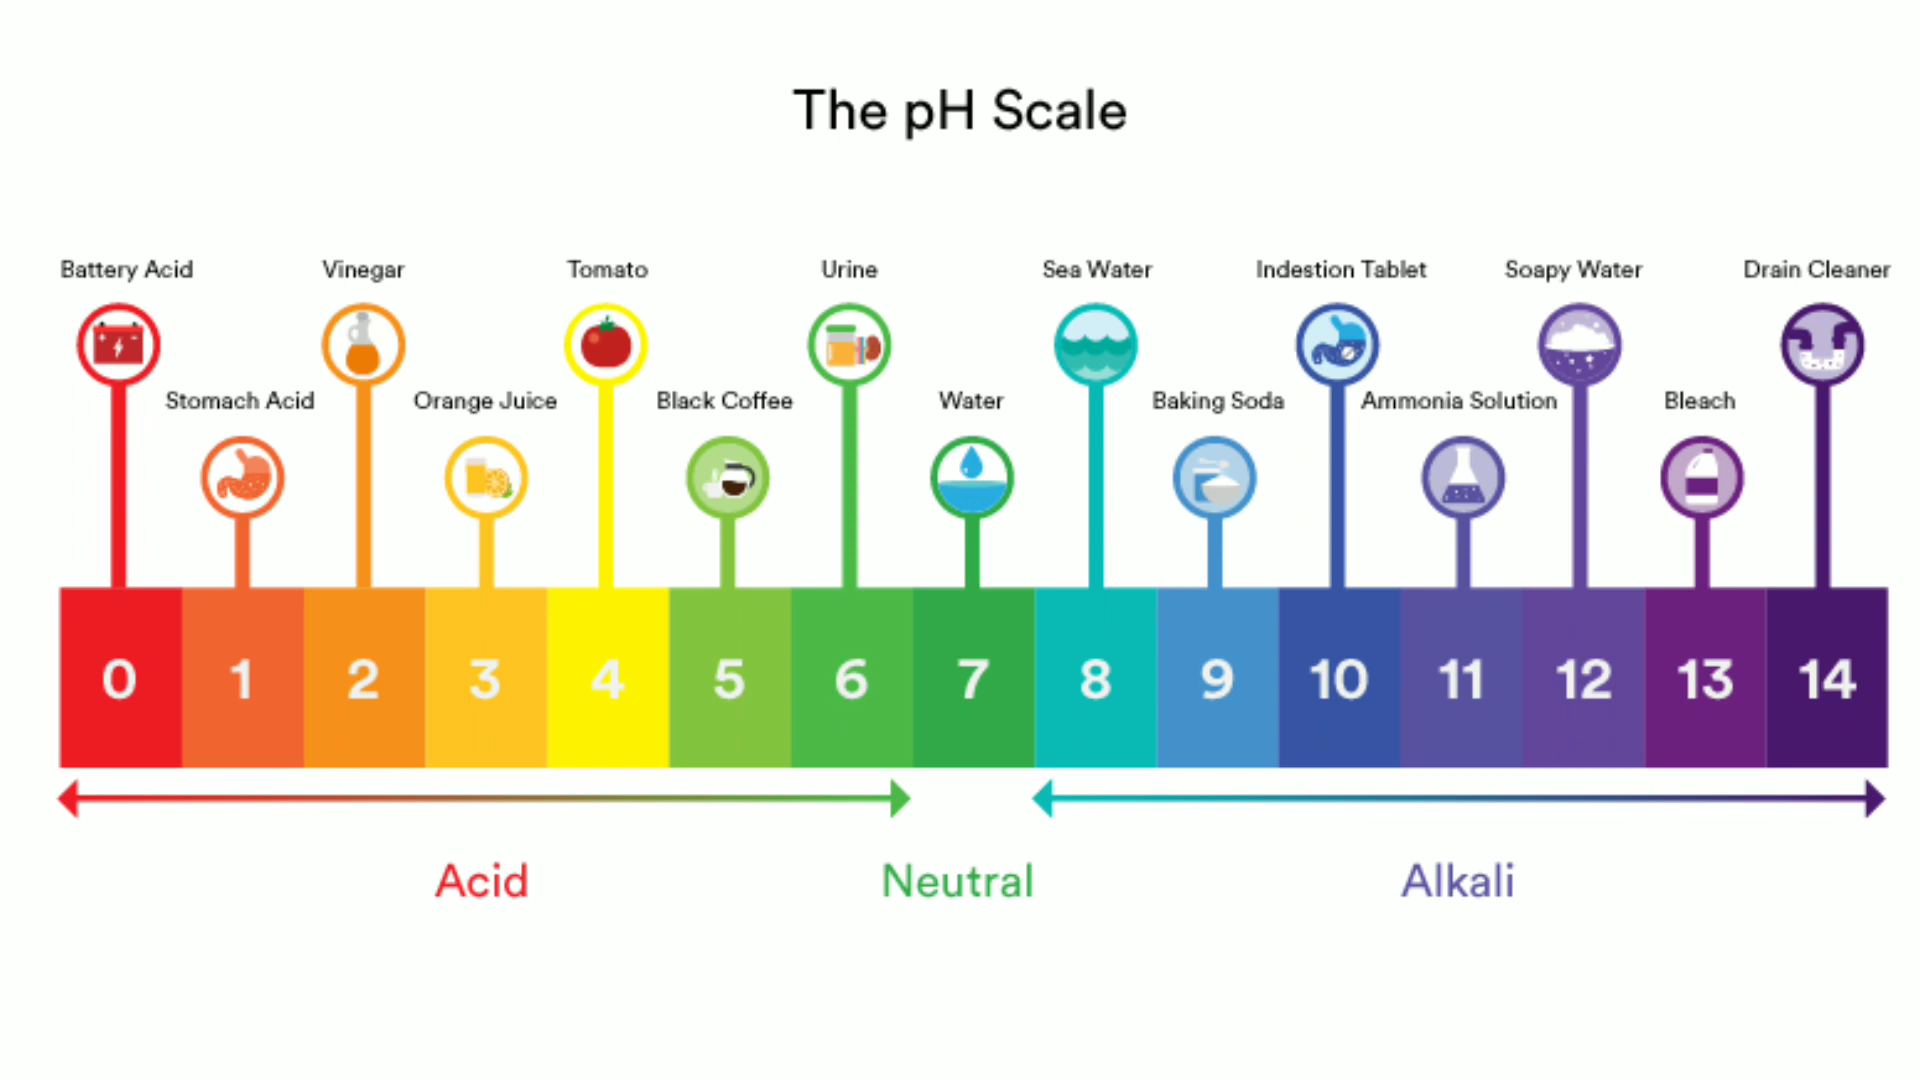 The pH Scale
Battery Acid Vinegar Tomato Urine Sea Water Indestion Tablet Soapy Water Drain Cleaner
Stomach Acid Orange Juice Black Coffee Water Baking Soda Ammonia Solution Bleach
0 1 2 3 4 5 6 7 8 9 10 11 12 13 14
Acid Neutral Alkali